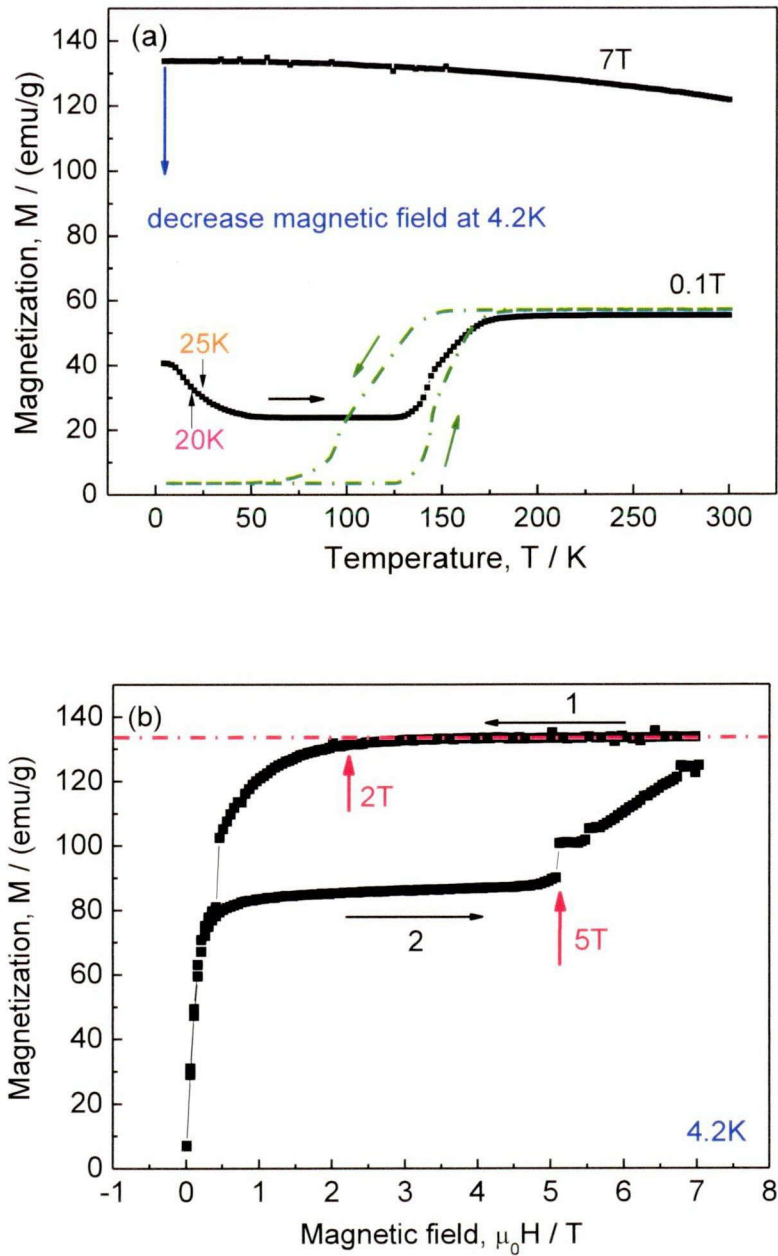 (a)
7T
decrease magnetic field at 4.2K
0.1T
25K
20K
140
120
100
80
60
40
20
0
0 50 100 150 200 250 300
Magnetization, M / (emu/g)
Temperature, T / K
(b)
1
2T
2
5T
4.2K
140
120
100
80
60
40
20
0
-1 0 1 2 3 4 5 6 7 8
Magnetization, M / (emu/g)
Magnetic field, μ₀H / T